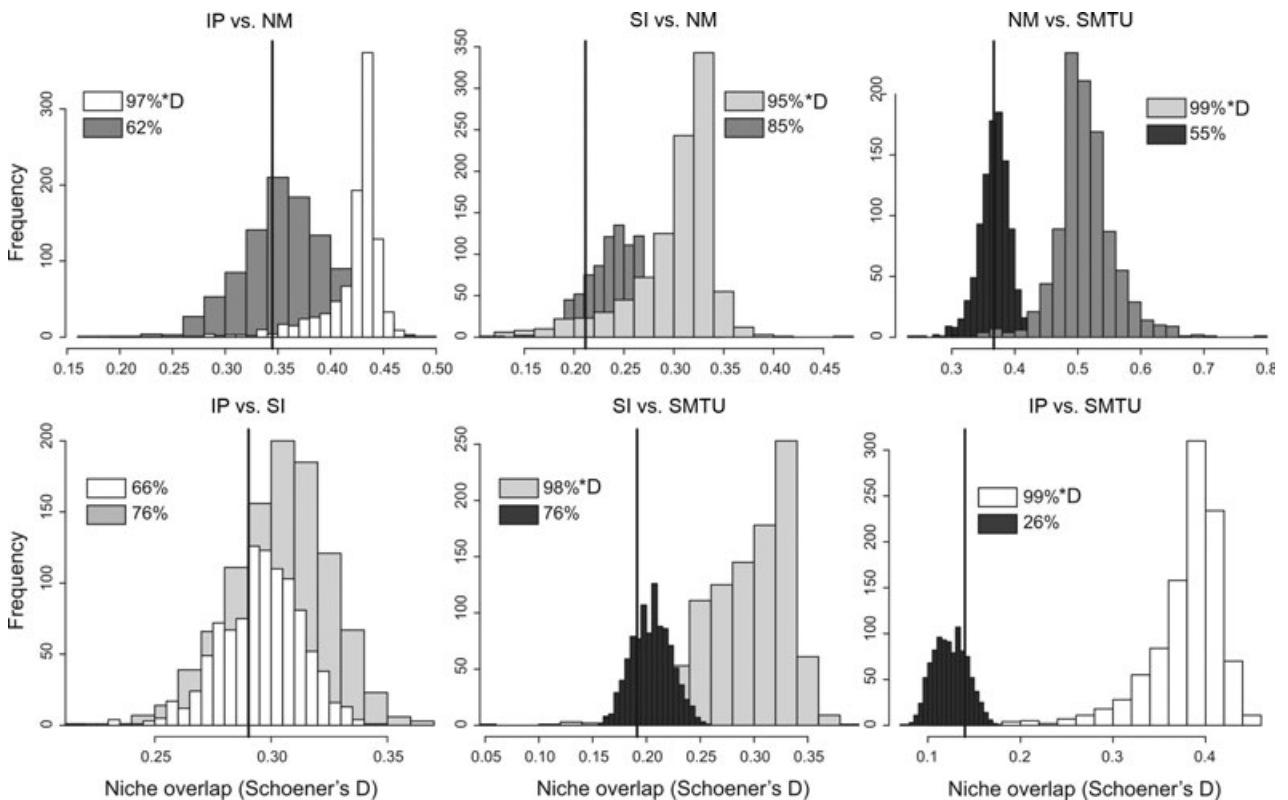 IP vs. NM
97%*D
62%
Frequency
0 100 200 300
0.15 0.20 0.25 0.30 0.35 0.40 0.45 0.50
SI vs. NM
95%*D
85%
0 50 100 150 200 250 300 350
0.15 0.20 0.25 0.30 0.35 0.40 0.45
NM vs. SMTU
99%*D
55%
0 50 100 150 200
0.3 0.4 0.5 0.6 0.7 0.8
IP vs. SI
66%
76%
Frequency
0 50 100 150 200
0.25 0.30 0.35
Niche overlap (Schoener's D)
SI vs. SMTU
98%*D
76%
0 50 100 150 200 250
0.05 0.10 0.15 0.20 0.25 0.30 0.35
Niche overlap (Schoener's D)
IP vs. SMTU
99%*D
26%
0 50 100 150 200 250 300
0.1 0.2 0.3 0.4
Niche overlap (Schoener's D)